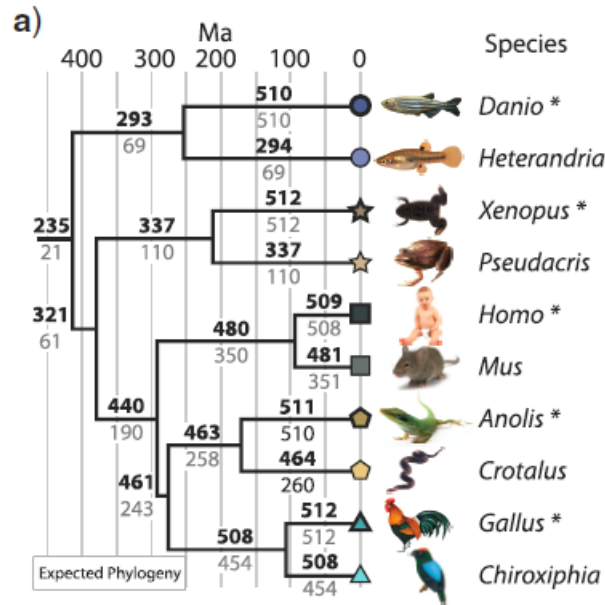 a)
Ma
Species
400 300 200 100 0
510
510
Danio *
293
69
294
69
Heterandria
512
512
Xenopus *
235
21
337
110
337
110
Pseudacris
321
61
509
508
Homo *
480
350
481
351
Mus
440
190
511
510
Anolis *
463
258
464
260
Crotalus
461
243
512
512
Gallus *
508
454
508
454
Chiroxiphia
Expected Phylogeny